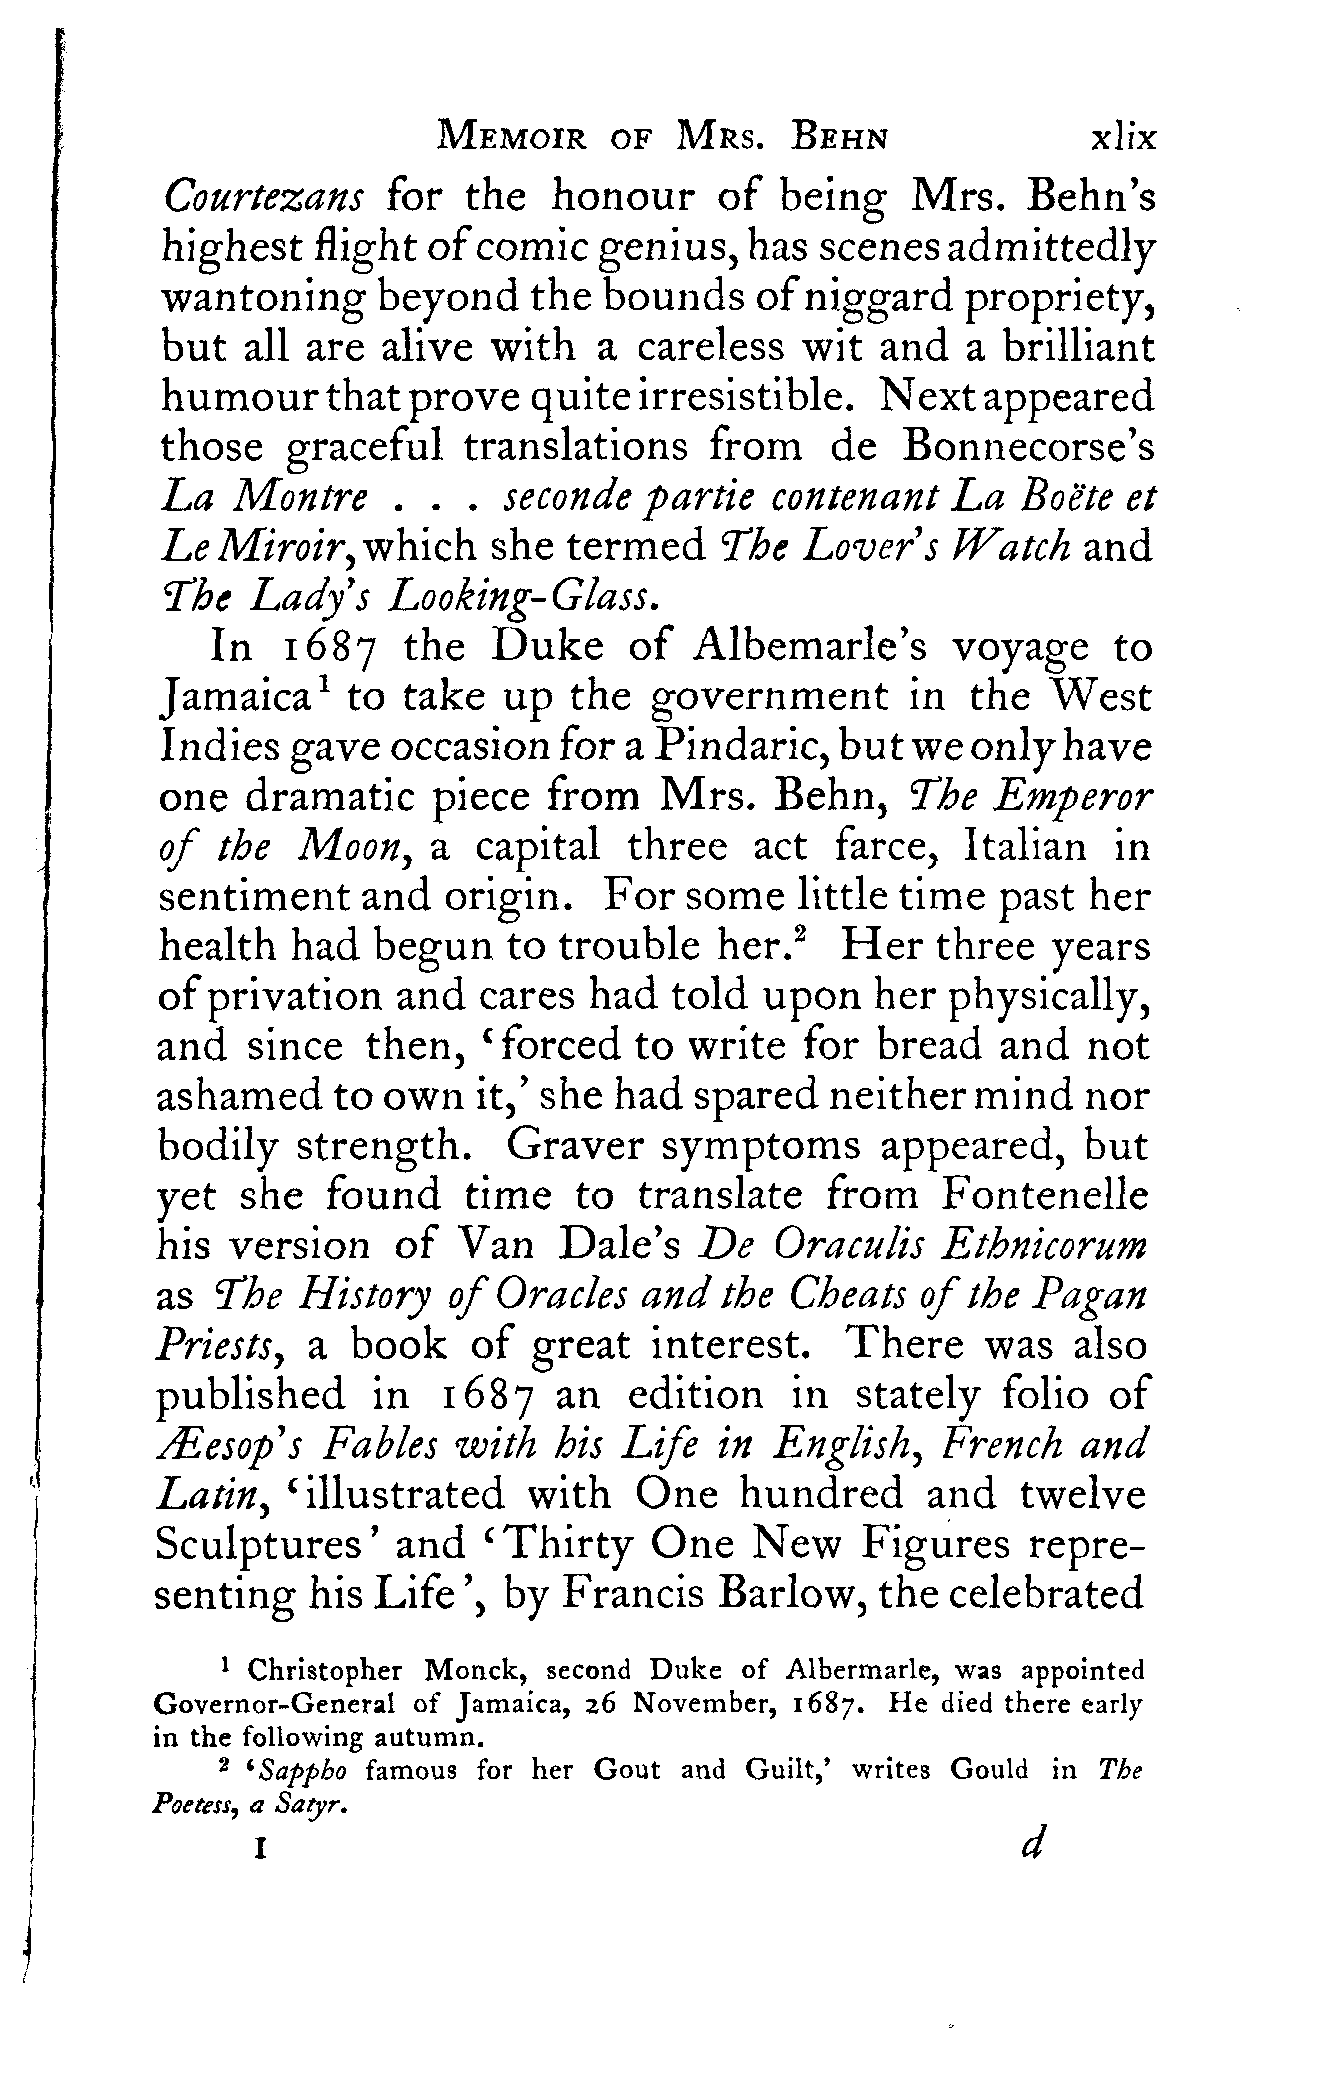 MEMOIR OF MRS. BEHN xlix
Courtezans for the honour of being Mrs. Behn's
highest flight of comic genius, has scenes admittedly
wantoning beyond the bounds of niggard propriety,
but all are alive with a careless wit and a brilliant
humour that prove quite irresistible. Next appeared
those graceful translations from de Bonnecorse's
La Montre . . . seconde partie contenant La Boëte et
Le Miroir, which she termed The Lover's Watch and
The Lady's Looking-Glass.
In 1687 the Duke of Albemarle's voyage to
Jamaica¹ to take up the government in the West
Indies gave occasion for a Pindaric, but we only have
one dramatic piece from Mrs. Behn, The Emperor
of the Moon, a capital three act farce, Italian in
sentiment and origin. For some little time past her
health had begun to trouble her.² Her three years
of privation and cares had told upon her physically,
and since then, ‘forced to write for bread and not
ashamed to own it,’ she had spared neither mind nor
bodily strength. Graver symptoms appeared, but
yet she found time to translate from Fontenelle
his version of Van Dale's De Oraculis Ethnicorum
as The History of Oracles and the Cheats of the Pagan
Priests, a book of great interest. There was also
published in 1687 an edition in stately folio of
Æesop's Fables with his Life in English, French and
Latin, ‘illustrated with One hundred and twelve
Sculptures’ and ‘Thirty One New Figures repre-
senting his Life’, by Francis Barlow, the celebrated
¹ Christopher Monck, second Duke of Albermarle, was appointed
Governor-General of Jamaica, 26 November, 1687. He died there early
in the following autumn.
² ‘Sappho famous for her Gout and Guilt,’ writes Gould in The
Poetess, a Satyr.
I d